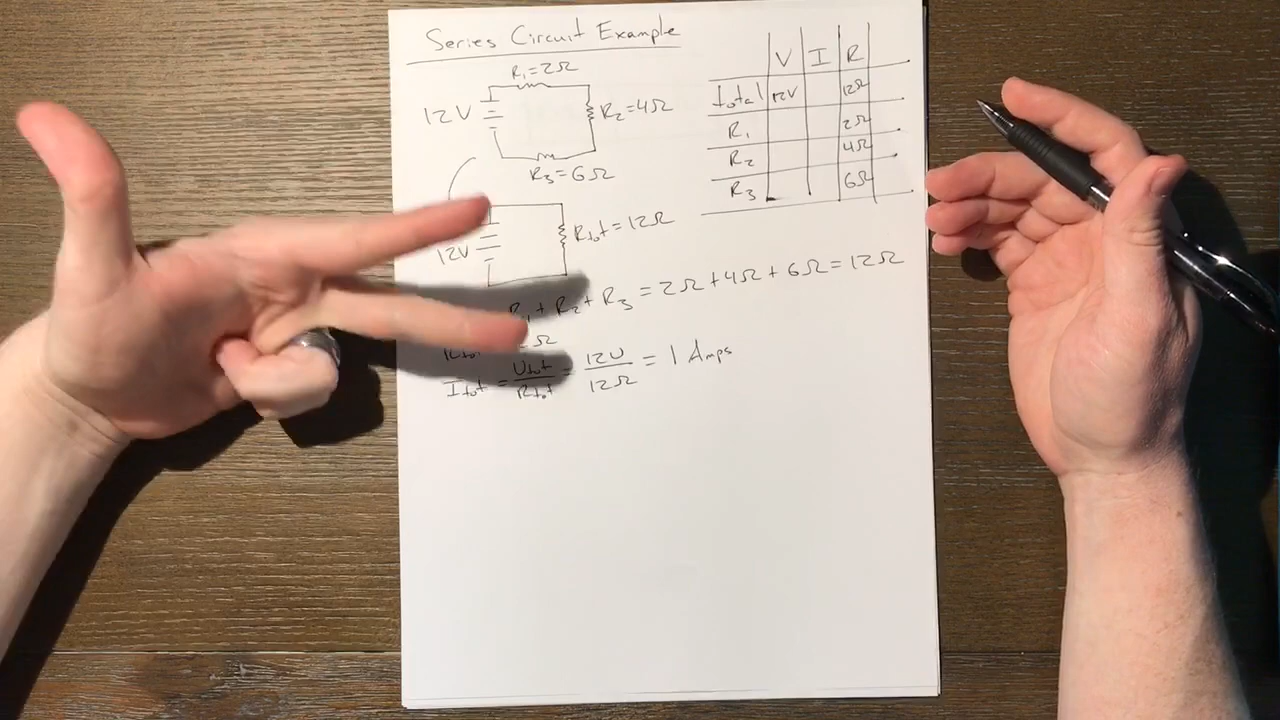 Series Circuit Example
R₁=2Ω
12V
R₂=4Ω
R₃=6Ω
12V
Rtot=12Ω
R₁+R₂+R₃=2Ω+4Ω+6Ω=12Ω
Itot=Vtot/Rtot=12V/12Ω=1 Amps
V I R
total 12V 12Ω
R₁ 2Ω
R₂ 4Ω
R₃ 6Ω